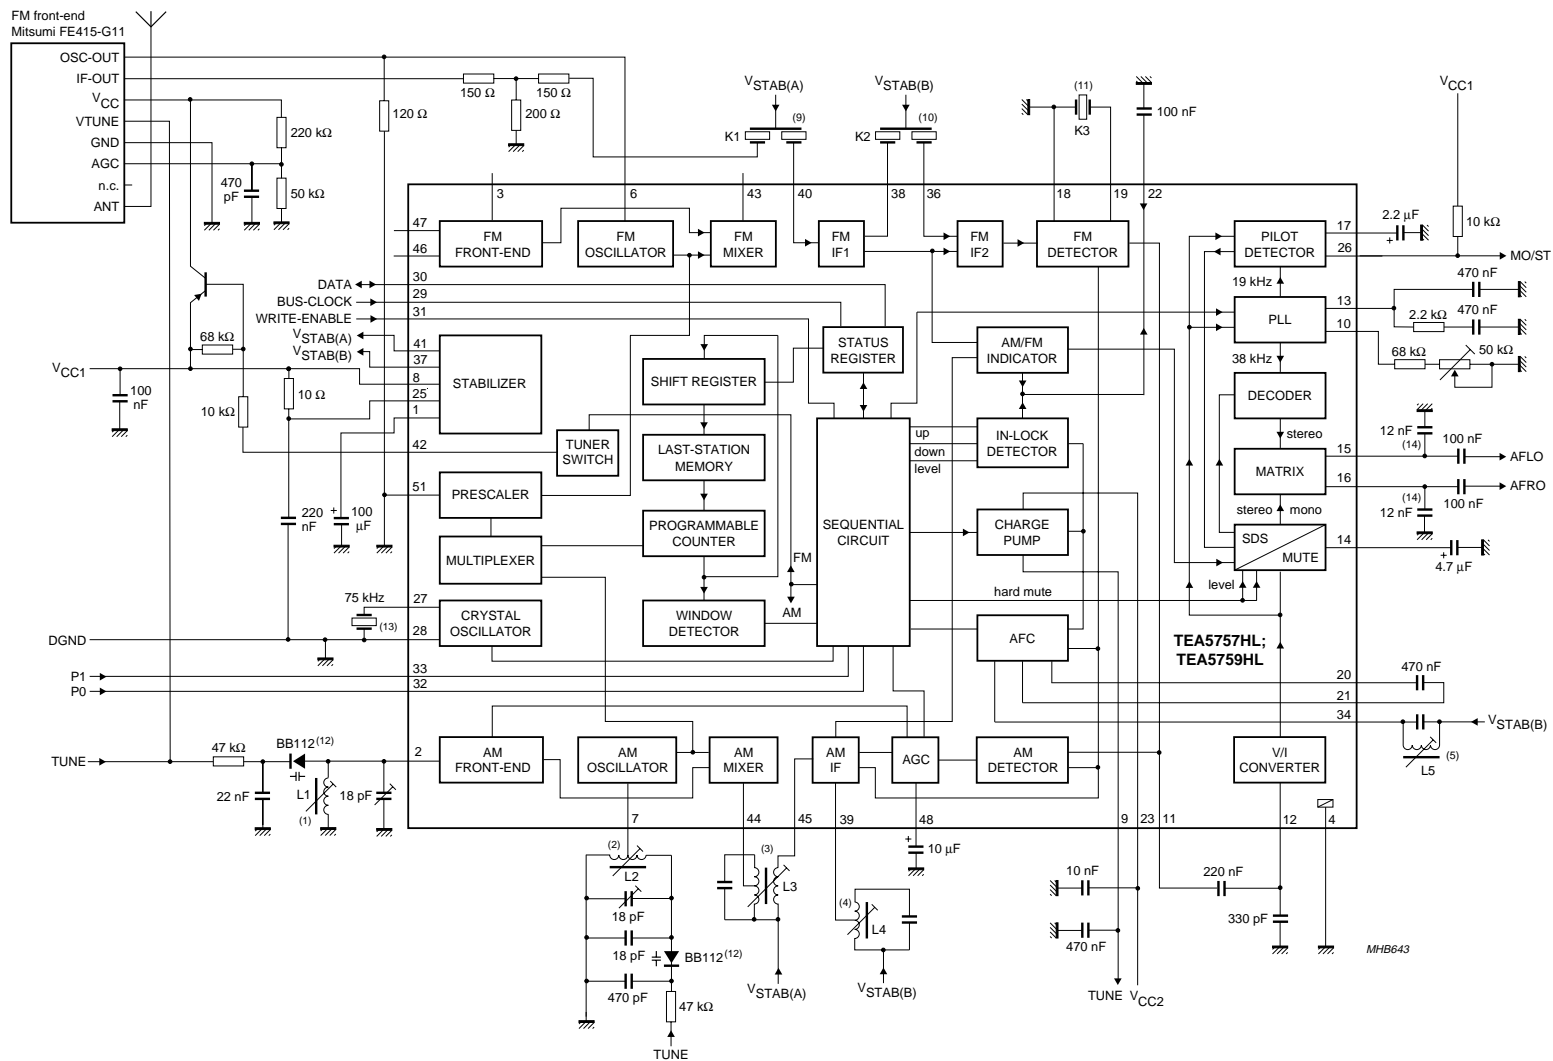 FM front-end
Mitsumi FE415-G11
OSC-OUT
IF-OUT
VCC
VTUNE
GND
AGC
n.c.
ANT
120 Ω
220 kΩ
50 kΩ
470
pF
150 Ω
150 Ω
200 Ω
VSTAB(A)
K1
(9)
VSTAB(B)
K2
(10)
(11)
K3
100 nF
VCC1
10 kΩ
3
6
43
40
38
36
18
19
22
47
46
FM
FRONT-END
FM
OSCILLATOR
FM
MIXER
FM
IF1
FM
IF2
FM
DETECTOR
PILOT
DETECTOR
17
2.2 µF
+
26
MO/ST
19 kHz
DATA
30
BUS-CLOCK
29
WRITE-ENABLE
31
VSTAB(A)
41
VSTAB(B)
37
8
25
1
42
STABILIZER
68 kΩ
VCC1
100
nF
10 Ω
10 kΩ
SHIFT REGISTER
STATUS
REGISTER
AM/FM
INDICATOR
PLL
13
10
470 nF
2.2 kΩ
470 nF
68 kΩ
50 kΩ
38 kHz
DECODER
stereo
TUNER
SWITCH
LAST-STATION
MEMORY
up
down
level
IN-LOCK
DETECTOR
MATRIX
15
16
12 nF
(14)
100 nF
AFLO
AFRO
(14)
12 nF
100 nF
stereo
mono
51
PRESCALER
220
nF
+
100
µF
MULTIPLEXER
PROGRAMMABLE
COUNTER
SEQUENTIAL
CIRCUIT
CHARGE
PUMP
SDS
MUTE
14
+
4.7 µF
FM
AM
level
hard mute
75 kHz
(13)
27
28
DGND
CRYSTAL
OSCILLATOR
WINDOW
DETECTOR
AFC
TEA5757HL;
TEA5759HL
P1
33
P0
32
20
21
34
470 nF
VSTAB(B)
L5
(5)
TUNE
47 kΩ
BB112(12)
22 nF
L1
(1)
18 pF
2
AM
FRONT-END
AM
OSCILLATOR
AM
MIXER
AM
IF
AGC
AM
DETECTOR
V/I
CONVERTER
7
44
45
39
48
9
23
11
12
4
(2)
L2
18 pF
18 pF
BB112(12)
470 pF
47 kΩ
TUNE
(3)
L3
VSTAB(A)
(4)
L4
VSTAB(B)
+
10 µF
10 nF
470 nF
TUNE
VCC2
220 nF
330 pF
MHB643